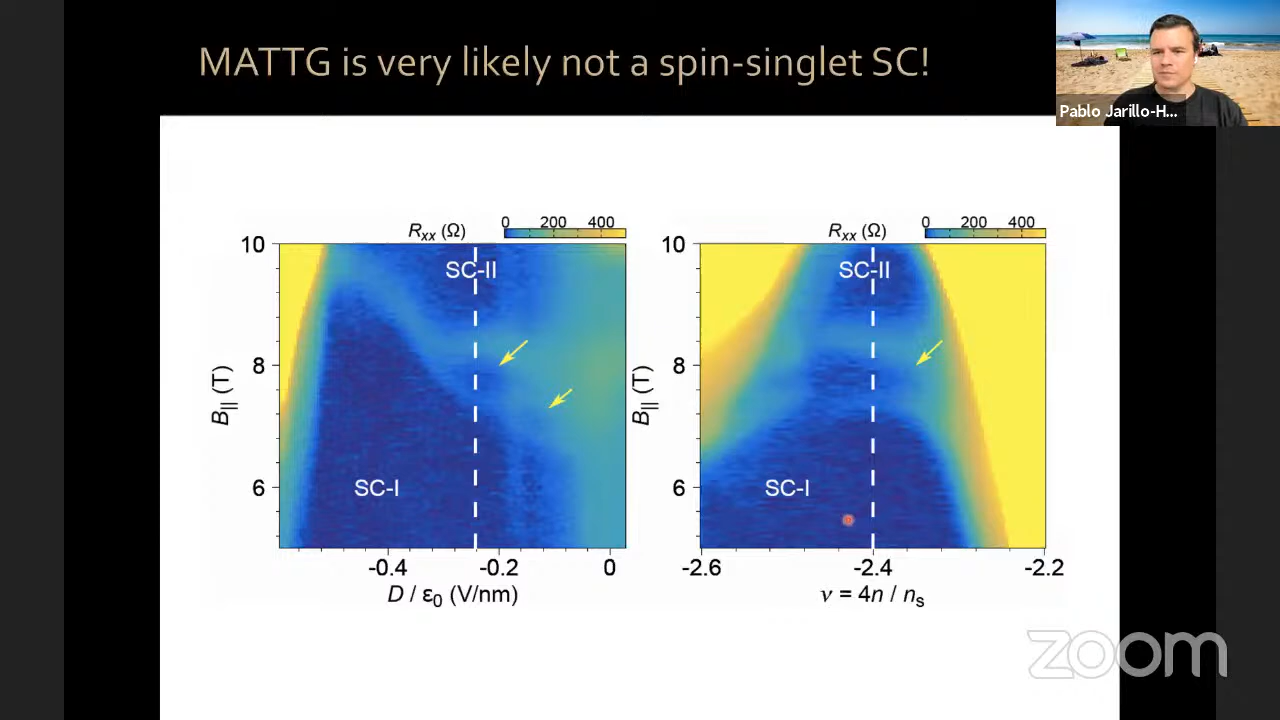 MATTG is very likely not a spin-singlet SC!
Pablo Jarillo-H...
Rxx (Ω)
0 200 400
10
8
6
B|| (T)
SC-II
SC-I
-0.4 -0.2 0
D / ε0 (V/nm)
Rxx (Ω)
0 200 400
10
8
6
B|| (T)
SC-II
SC-I
-2.6 -2.4 -2.2
ν = 4n / ns
zoom